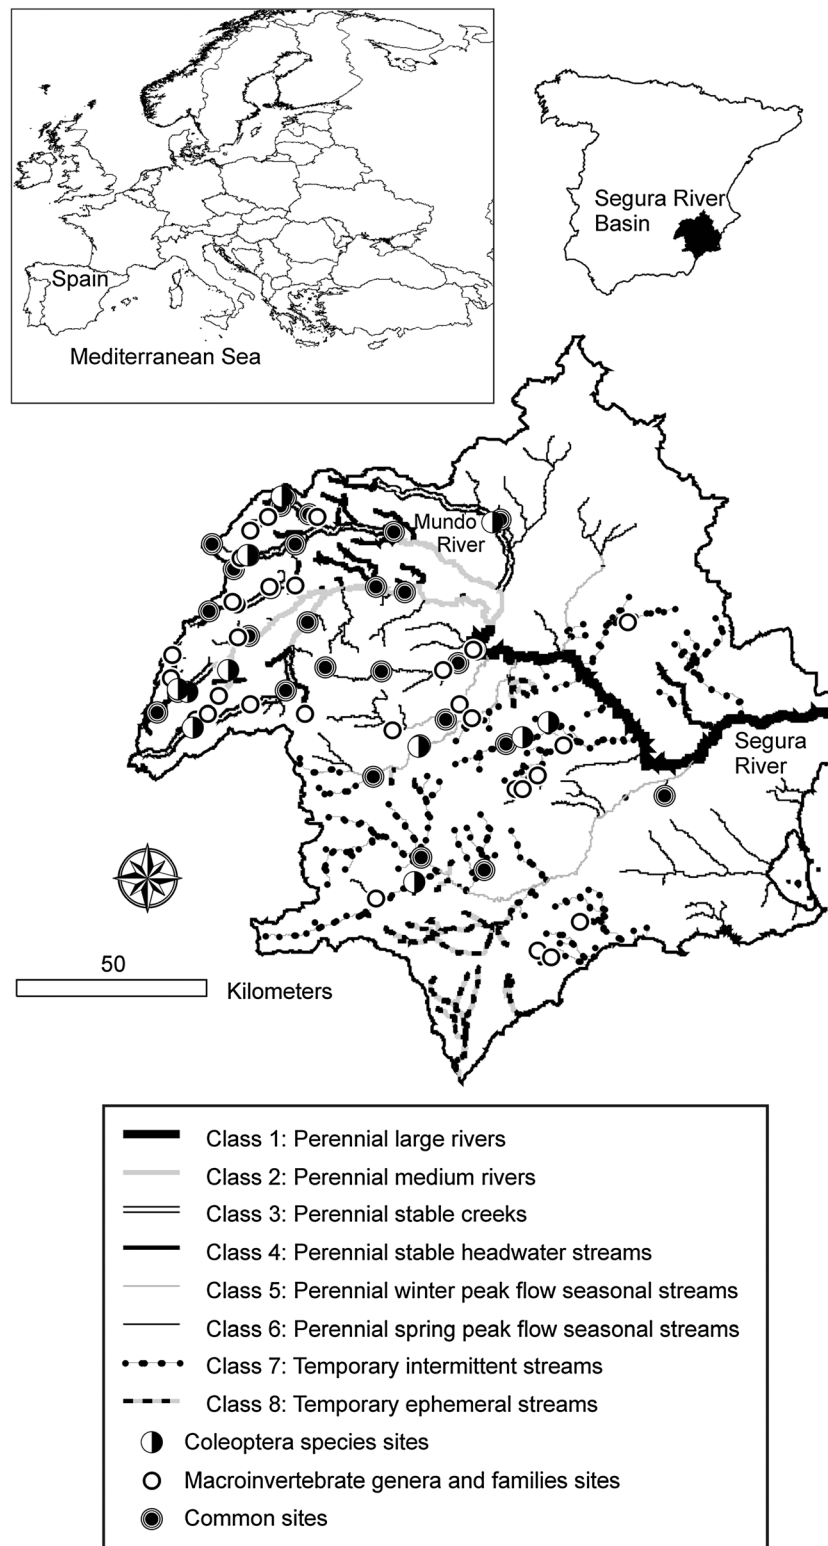 Spain
Mediterranean Sea
Segura River
Basin
Mundo
River
Segura
River
50
Kilometers
Class 1: Perennial large rivers
Class 2: Perennial medium rivers
Class 3: Perennial stable creeks
Class 4: Perennial stable headwater streams
Class 5: Perennial winter peak flow seasonal streams
Class 6: Perennial spring peak flow seasonal streams
Class 7: Temporary intermittent streams
Class 8: Temporary ephemeral streams
Coleoptera species sites
Macroinvertebrate genera and families sites
Common sites